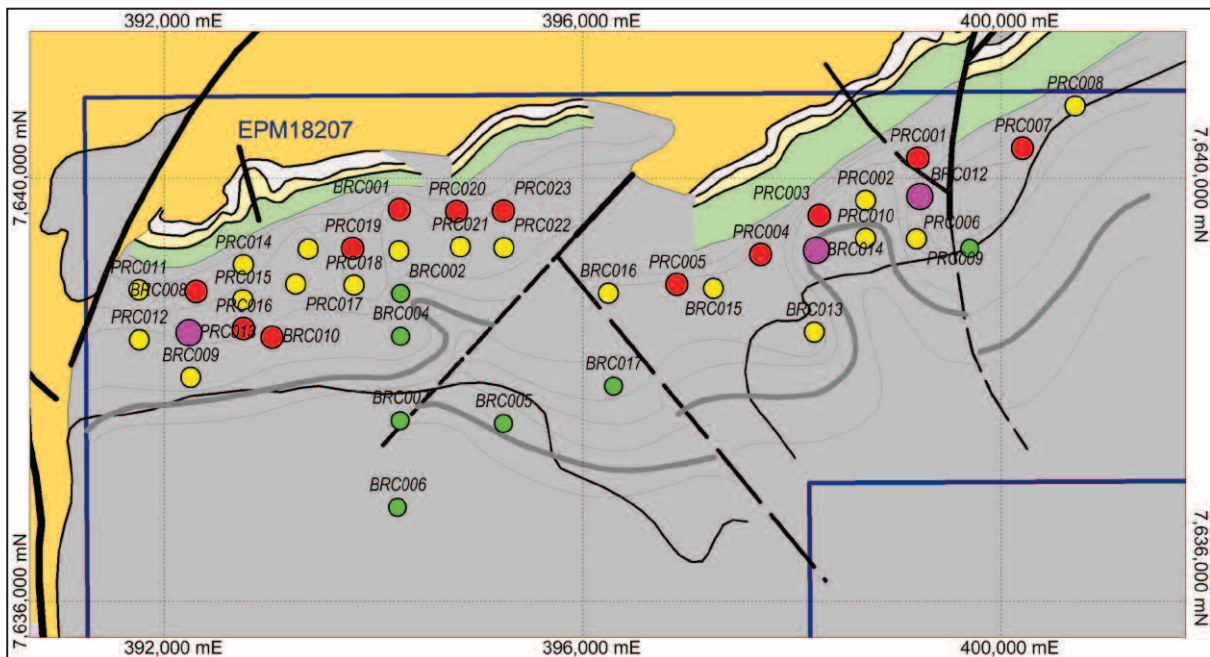 392,000 mE
396,000 mE
400,000 mE
PRC008
EPM18207
PRC001
PRC007
7,640,000 mN
7,640,000 mN
BRC001
PRC020
PRC023
PRC003
PRC002
BRC012
PRC019
PRC021
PRC022
PRC010
PRC006
PRC014
PRC004
BRC014
PRC009
PRC011
PRC015
PRC018
BRC002
BRC008
BRC016
PRC005
PRC016
PRC017
BRC015
PRC012
PRC013
BRC010
BRC004
BRC013
BRC009
BRC017
BRC00
BRC005
BRC006
7,636,000 mN
7,636,000 mN
392,000 mE
396,000 mE
400,000 mE